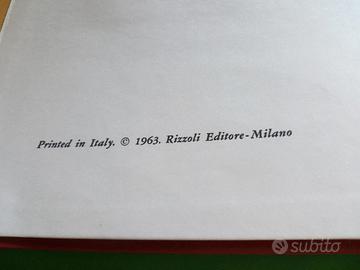 Printed in Italy. © 1963. Rizzoli Editore-Milano
subito